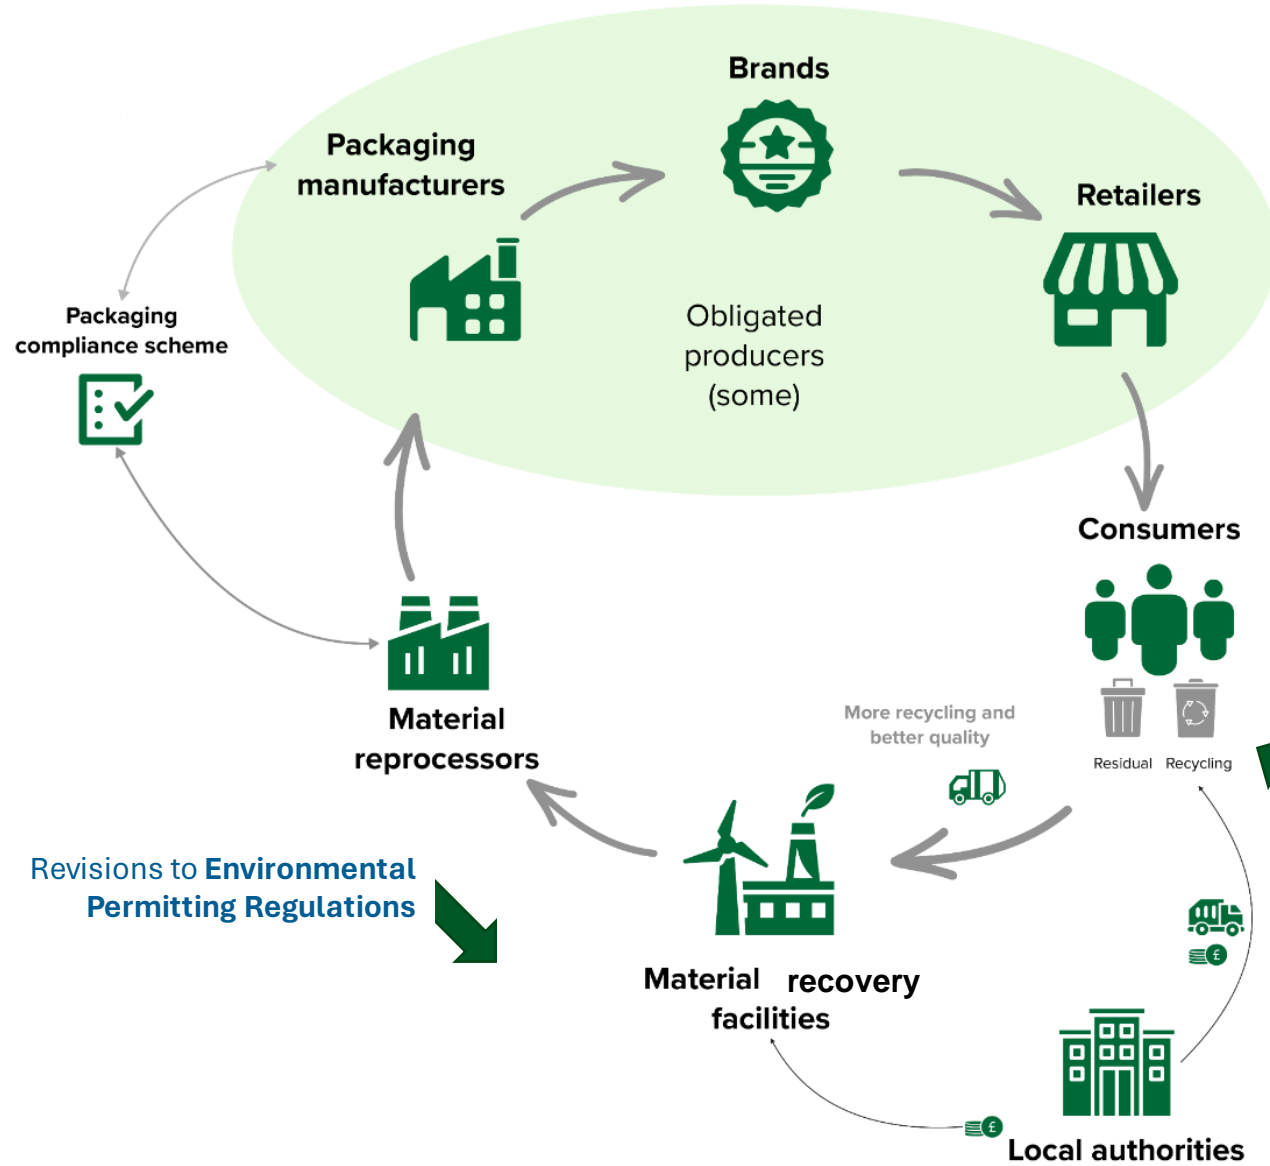 Brands
Packaging
manufacturers
Retailers
Obligated
producers
(some)
Packaging
compliance scheme
Consumers
Residual Recycling
More recycling and
better quality
Material
reprocessors
Revisions to Environmental
Permitting Regulations
Material recovery
facilities
£
£
Local authorities